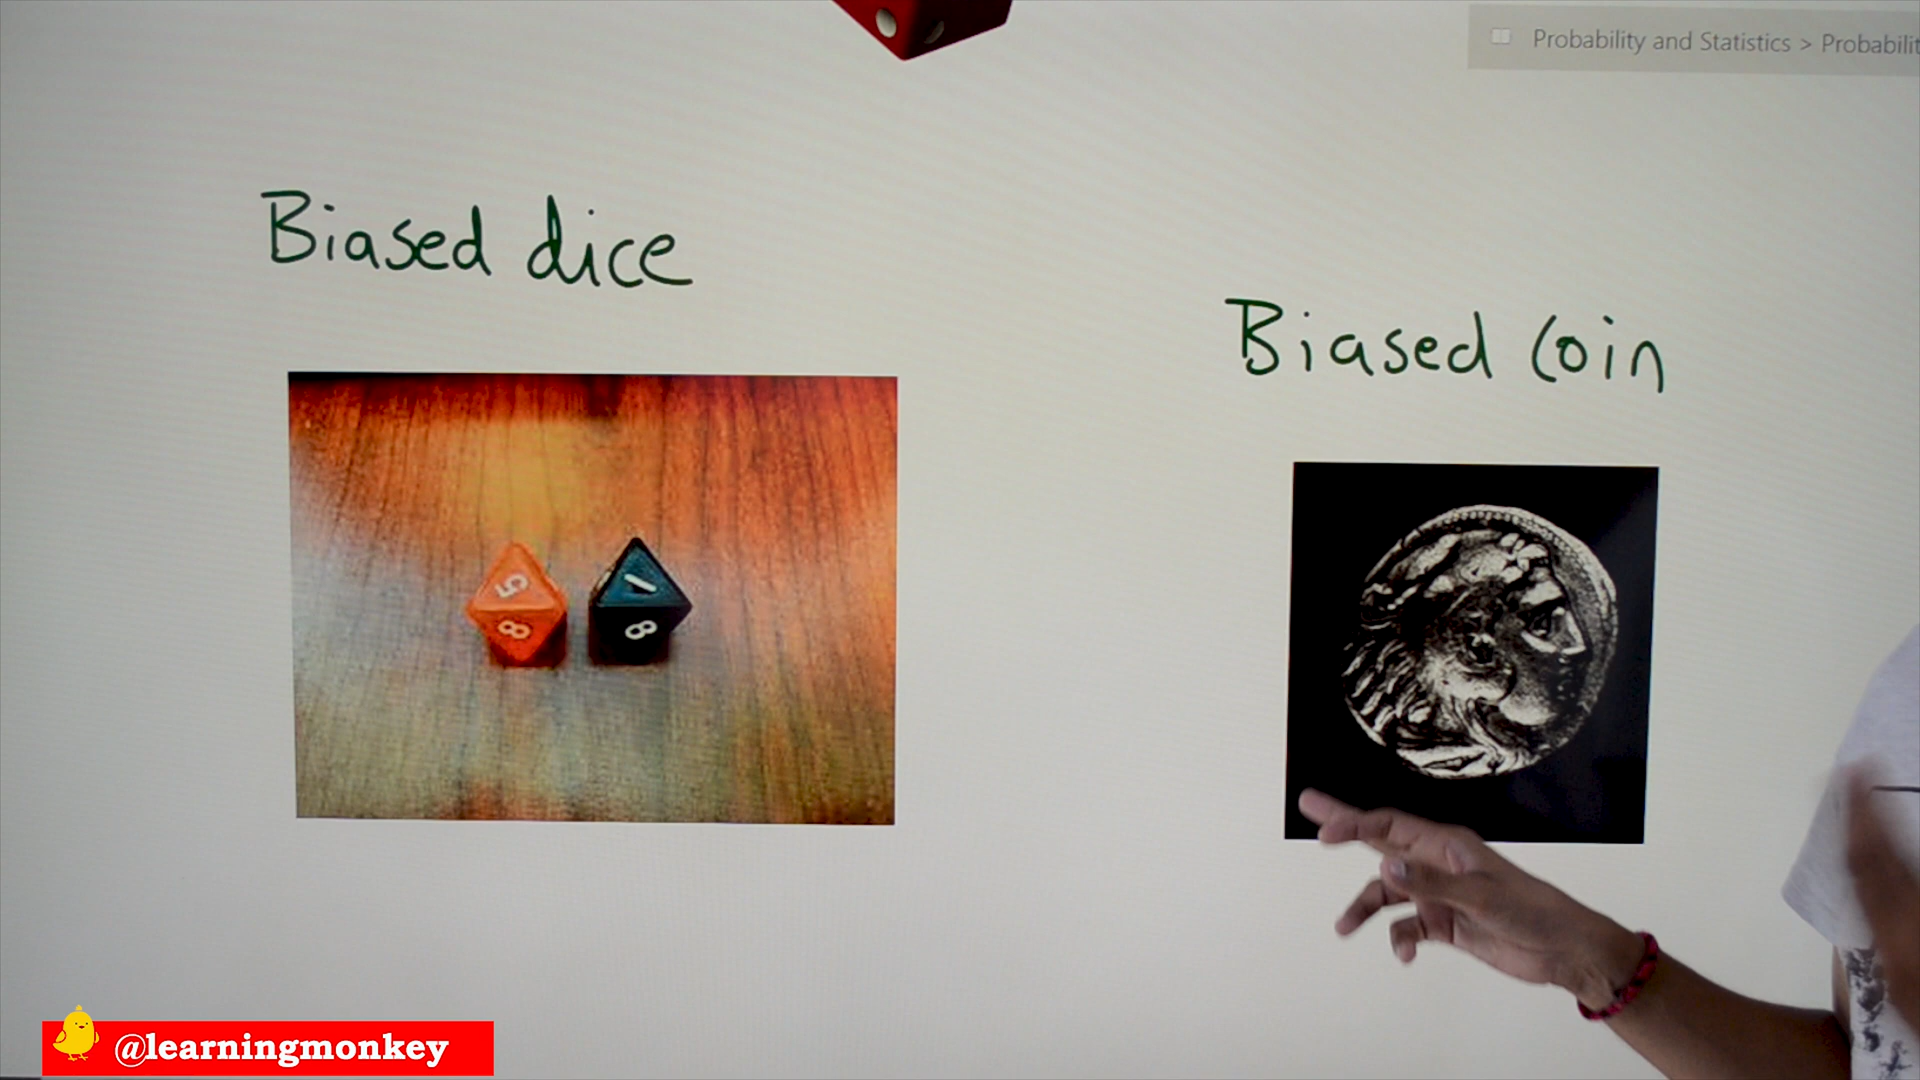 Probability and Statistics > Probabilit
Biased dice
Biased Coin
5
8
1
8
@learningmonkey